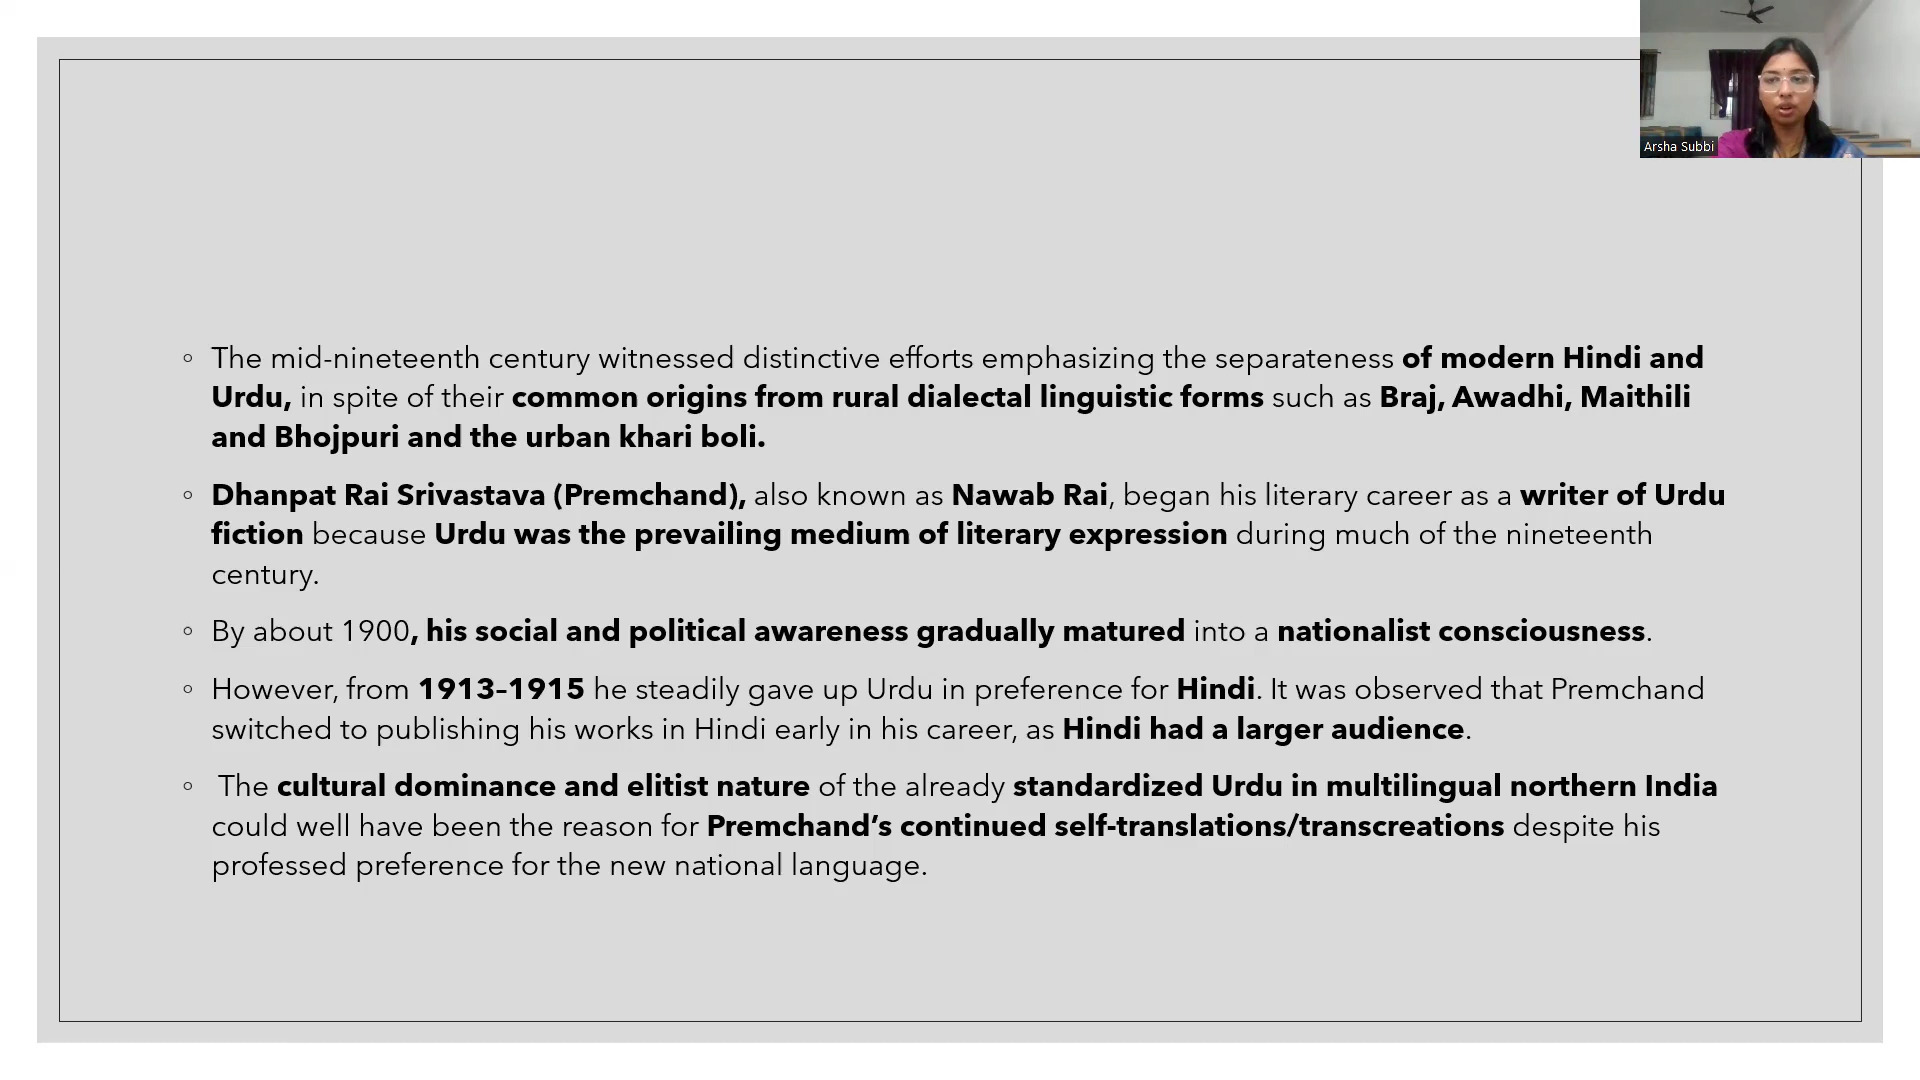 Arsha Subbi
◦ The mid-nineteenth century witnessed distinctive efforts emphasizing the separateness of modern Hindi and
Urdu, in spite of their common origins from rural dialectal linguistic forms such as Braj, Awadhi, Maithili
and Bhojpuri and the urban khari boli.
◦ Dhanpat Rai Srivastava (Premchand), also known as Nawab Rai, began his literary career as a writer of Urdu
fiction because Urdu was the prevailing medium of literary expression during much of the nineteenth
century.
◦ By about 1900, his social and political awareness gradually matured into a nationalist consciousness.
◦ However, from 1913–1915 he steadily gave up Urdu in preference for Hindi. It was observed that Premchand
switched to publishing his works in Hindi early in his career, as Hindi had a larger audience.
◦ The cultural dominance and elitist nature of the already standardized Urdu in multilingual northern India
could well have been the reason for Premchand’s continued self-translations/transcreations despite his
professed preference for the new national language.